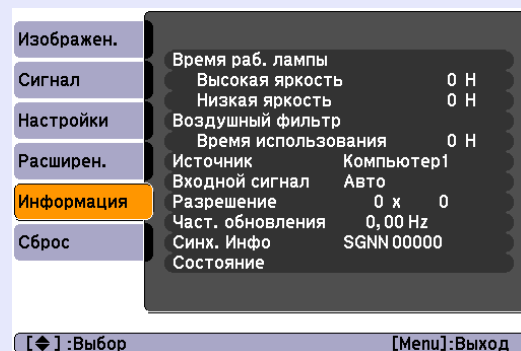 Изображен.
Сигнал
Настройки
Расширен.
Информация
Сброс
Время раб. лампы
Высокая яркость 0 H
Низкая яркость 0 H
Воздушный фильтр
Время использования 0 H
Источник Компьютер1
Входной сигнал Авто
Разрешение 0 x 0
Част. обновления 0,00 Hz
Синх. Инфо SGNN 00000
Состояние
[◆] :Выбор [Menu]:Выход